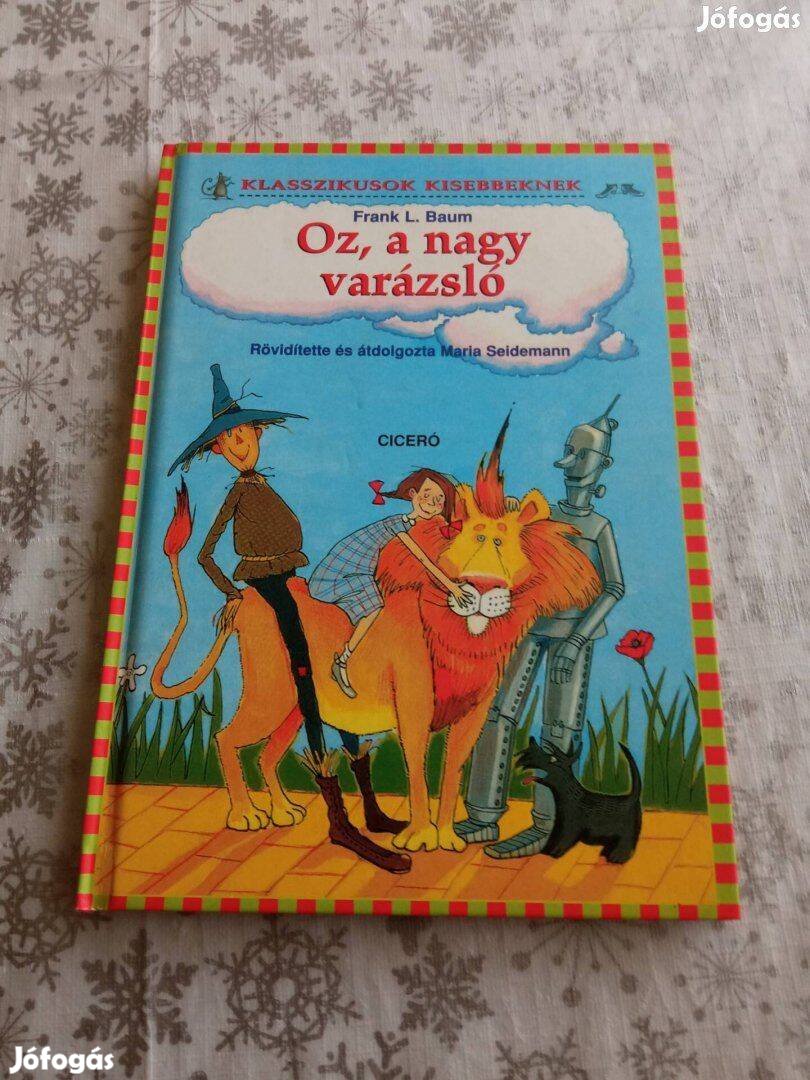 Jófogás
KLASSZIKUSOK KISEBBEKNEK
Frank L. Baum
Oz, a nagy
varázsló
Rövidítette és átdolgozta Maria Seidemann
CICERÓ
Jófogás